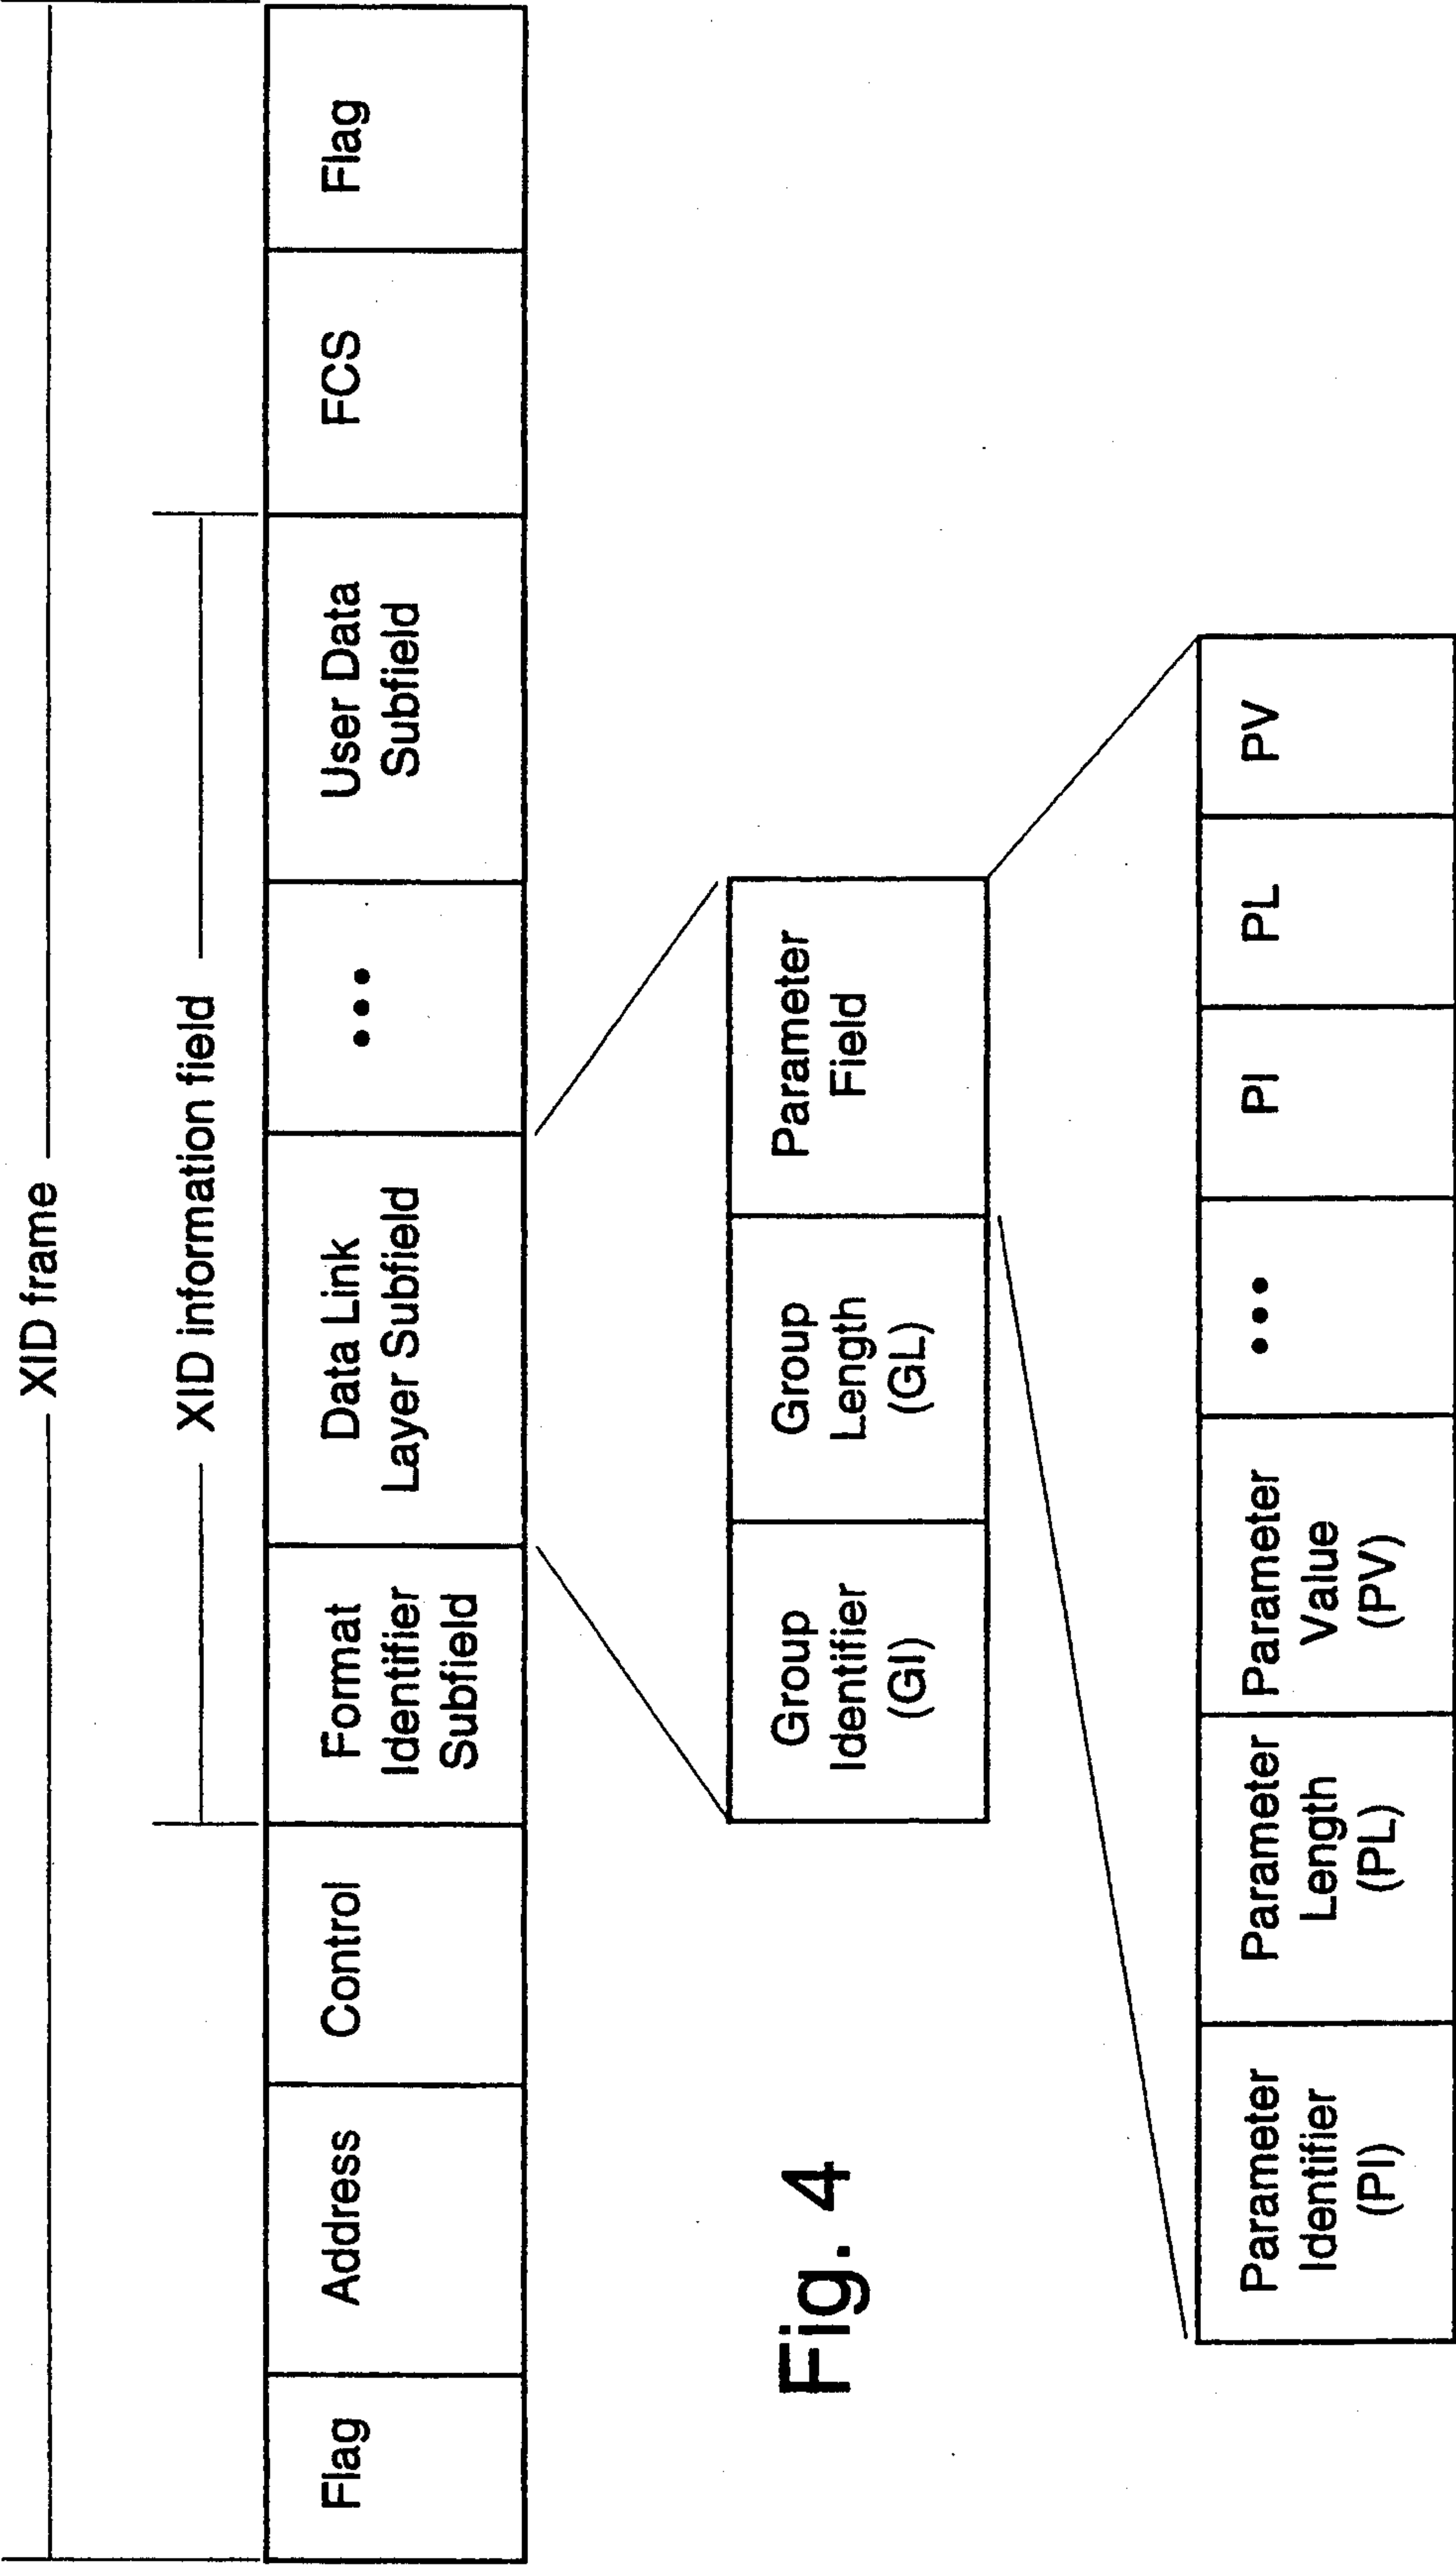 XID frame
XID information field
Flag
Address
Control
Format
Identifier
Subfield
Data Link
Layer Subfield
•••
User Data
Subfield
FCS
Flag
Group
Identifier
(GI)
Group
Length
(GL)
Parameter
Field
Fig. 4
Parameter
Identifier
(PI)
Parameter
Length
(PL)
Parameter
Value
(PV)
•••
PI
PL
PV